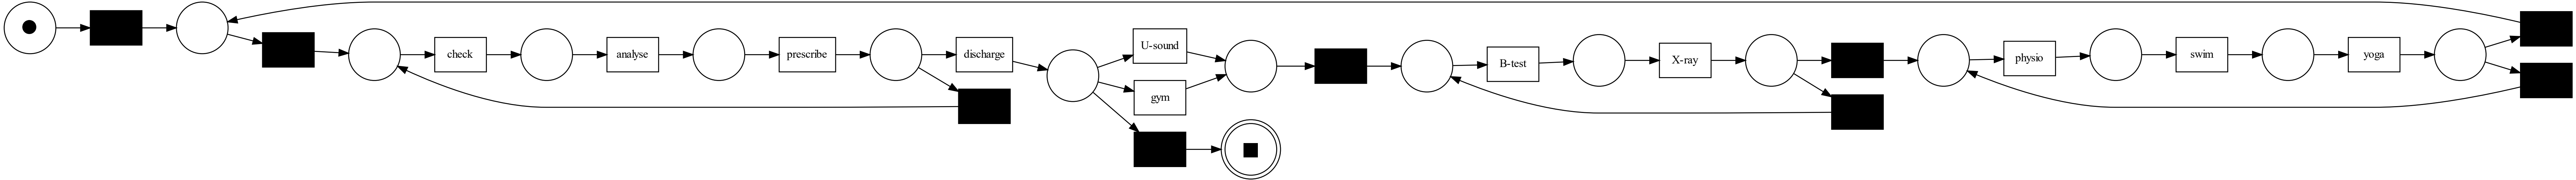 check
analyse
prescribe
discharge
U-sound
gym
B-test
X-ray
physio
swim
yoga